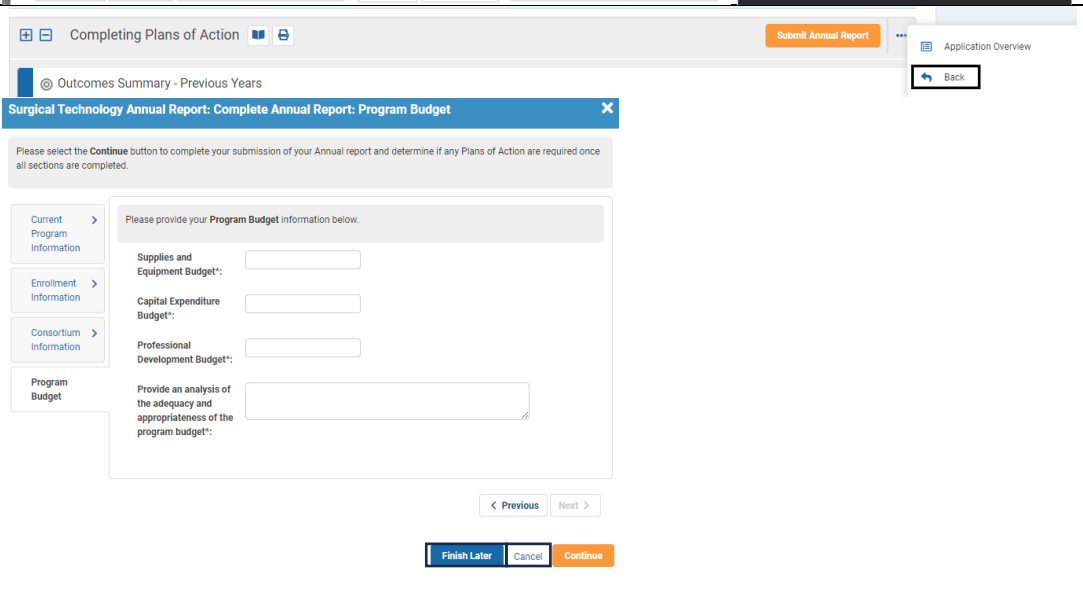 Completing Plans of Action
Submit Annual Report
Application Overview
Back
Outcomes Summary - Previous Years
Surgical Technology Annual Report: Complete Annual Report: Program Budget
Please select the Continue button to complete your submission of your Annual report and determine if any Plans of Action are required once
all sections are completed.
Current
Program
Information
Enrollment
Information
Consortium
Information
Program
Budget
Please provide your Program Budget information below.
Supplies and
Equipment Budget*:
Capital Expenditure
Budget*:
Professional
Development Budget*:
Provide an analysis of
the adequacy and
appropriateness of the
program budget*:
Previous
Next
Finish Later
Cancel
Continue